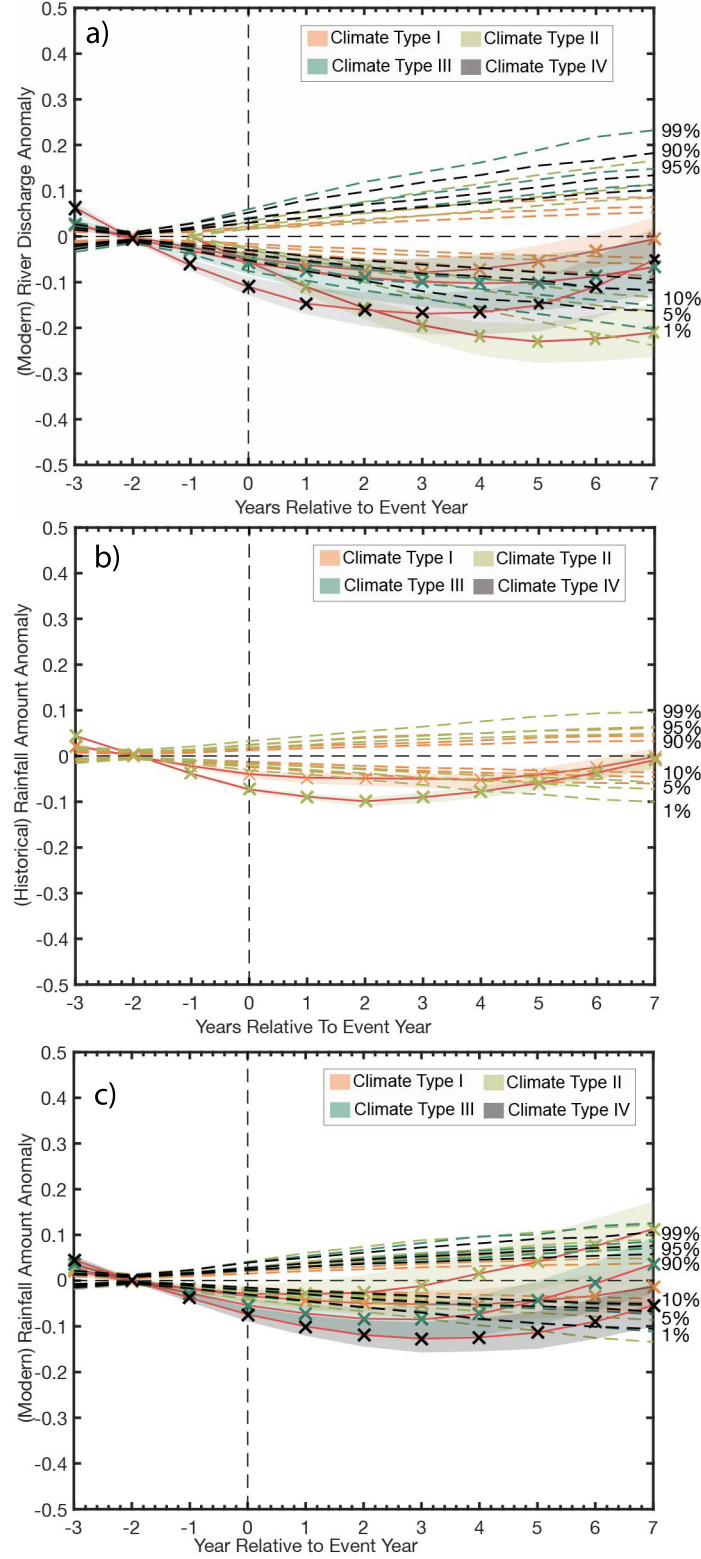 a)
Climate Type I Climate Type II
Climate Type III Climate Type IV
(Modern) River Discharge Anomaly
0.5
0.4
0.3
0.2
0.1
0
-0.1
-0.2
-0.3
-0.4
-0.5
99%
90%
95%
10%
5%
1%
-3 -2 -1 0 1 2 3 4 5 6 7
Years Relative to Event Year
b)
Climate Type I Climate Type II
Climate Type III Climate Type IV
(Historical) Rainfall Amount Anomaly
0.5
0.4
0.3
0.2
0.1
0
-0.1
-0.2
-0.3
-0.4
-0.5
99%
95%
90%
10%
5%
1%
-3 -2 -1 0 1 2 3 4 5 6 7
Years Relative To Event Year
c)
Climate Type I Climate Type II
Climate Type III Climate Type IV
(Modern) Rainfall Amount Anomaly
0.5
0.4
0.3
0.2
0.1
0
-0.1
-0.2
-0.3
-0.4
-0.5
99%
95%
90%
10%
5%
1%
-3 -2 -1 0 1 2 3 4 5 6 7
Year Relative to Event Year